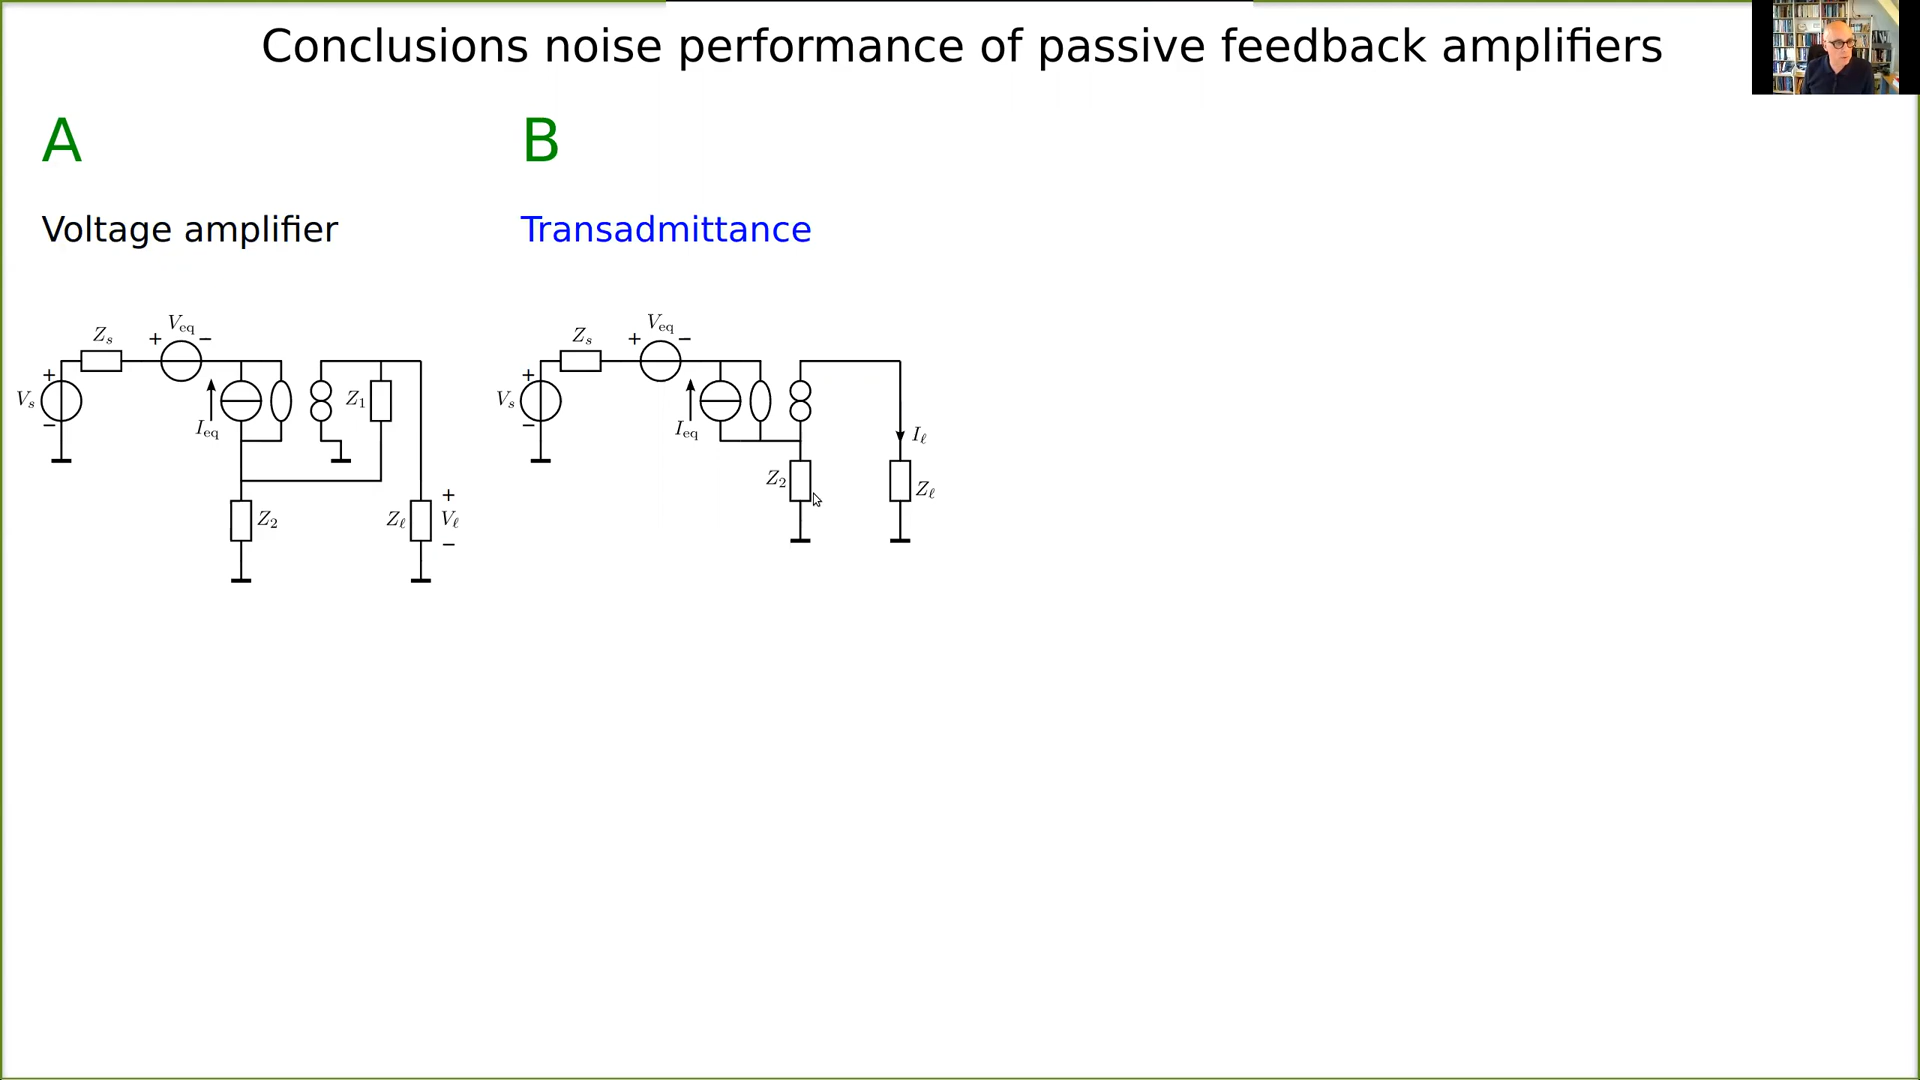 Conclusions noise performance of passive feedback amplifiers
A
B
Voltage amplifier
Transadmittance
Zs
+ Veq −
+
Vs
−
Ieq
Z1
Z2
Zℓ
+
Vℓ
−
Zs
+ Veq −
+
Vs
−
Ieq
Iℓ
Z2
Zℓ